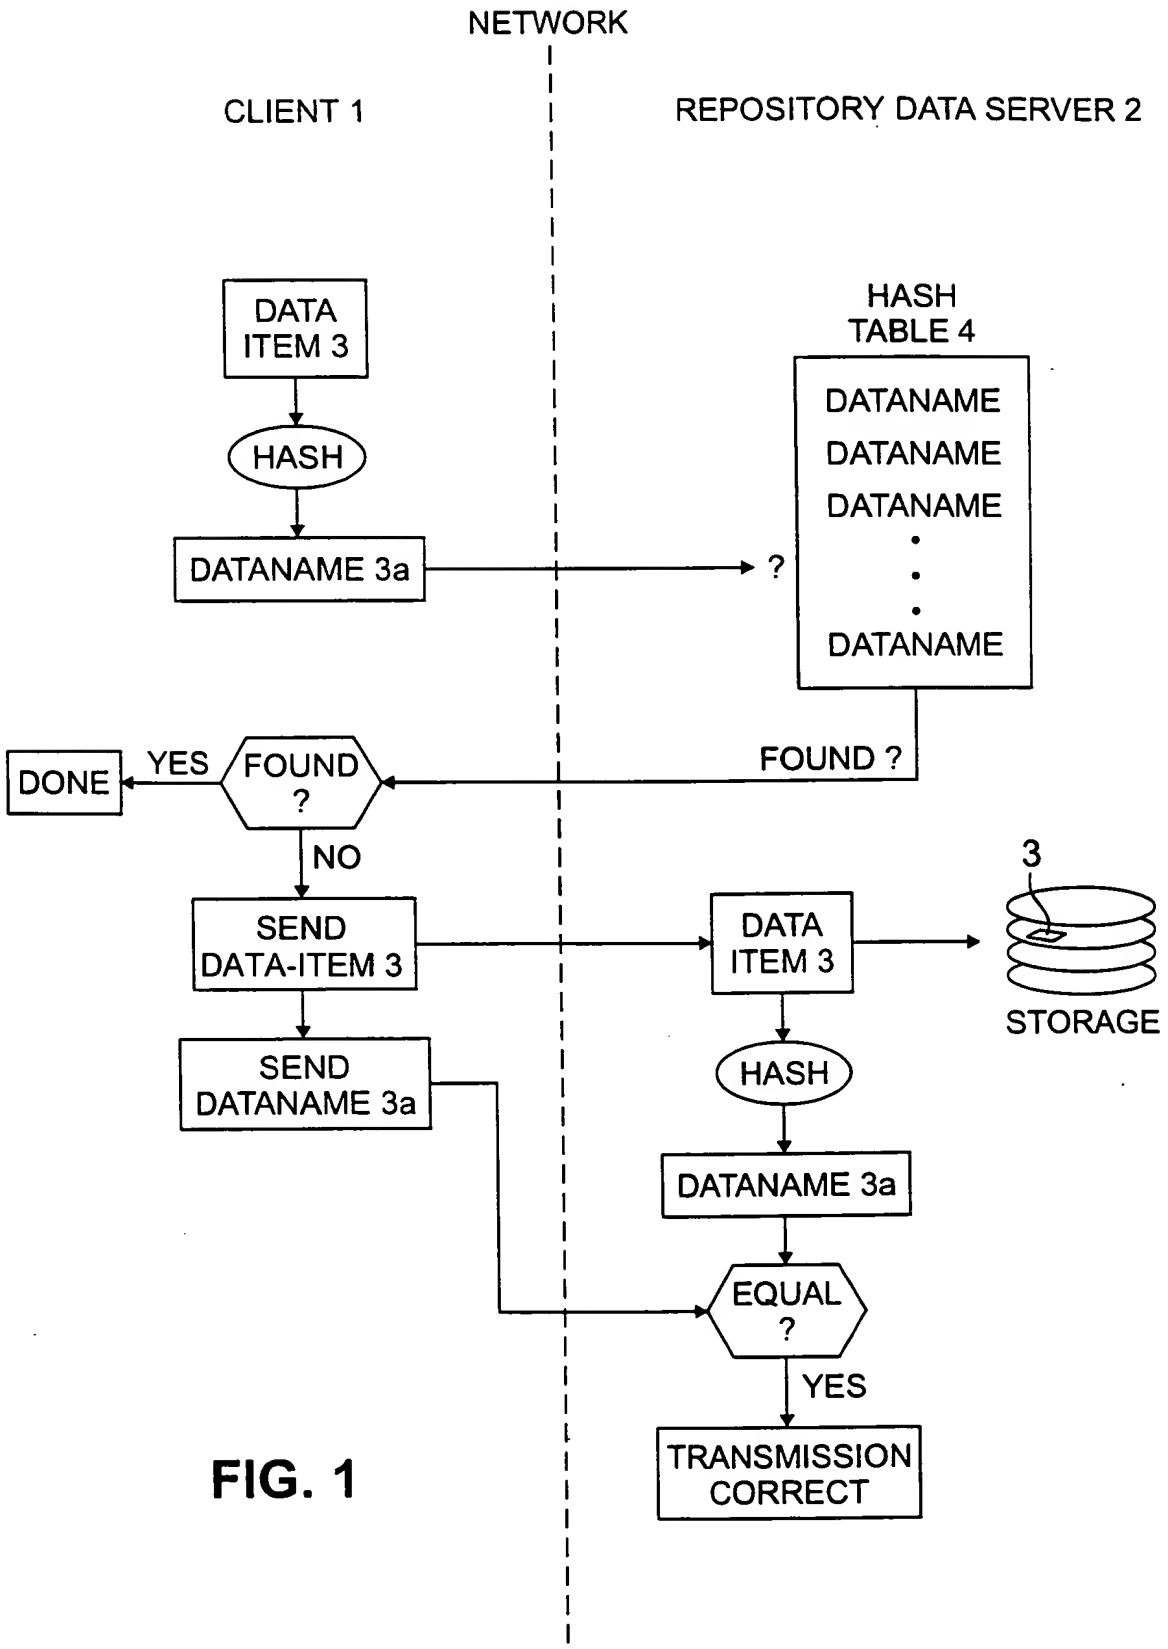 NETWORK
CLIENT 1
REPOSITORY DATA SERVER 2
DATA
ITEM 3
HASH
DATANAME 3a
?
HASH
TABLE 4
DATANAME
DATANAME
DATANAME
DATANAME
FOUND ?
FOUND
?
YES
DONE
NO
SEND
DATA-ITEM 3
SEND
DATANAME 3a
DATA
ITEM 3
3
STORAGE
HASH
DATANAME 3a
EQUAL
?
YES
TRANSMISSION
CORRECT
FIG. 1